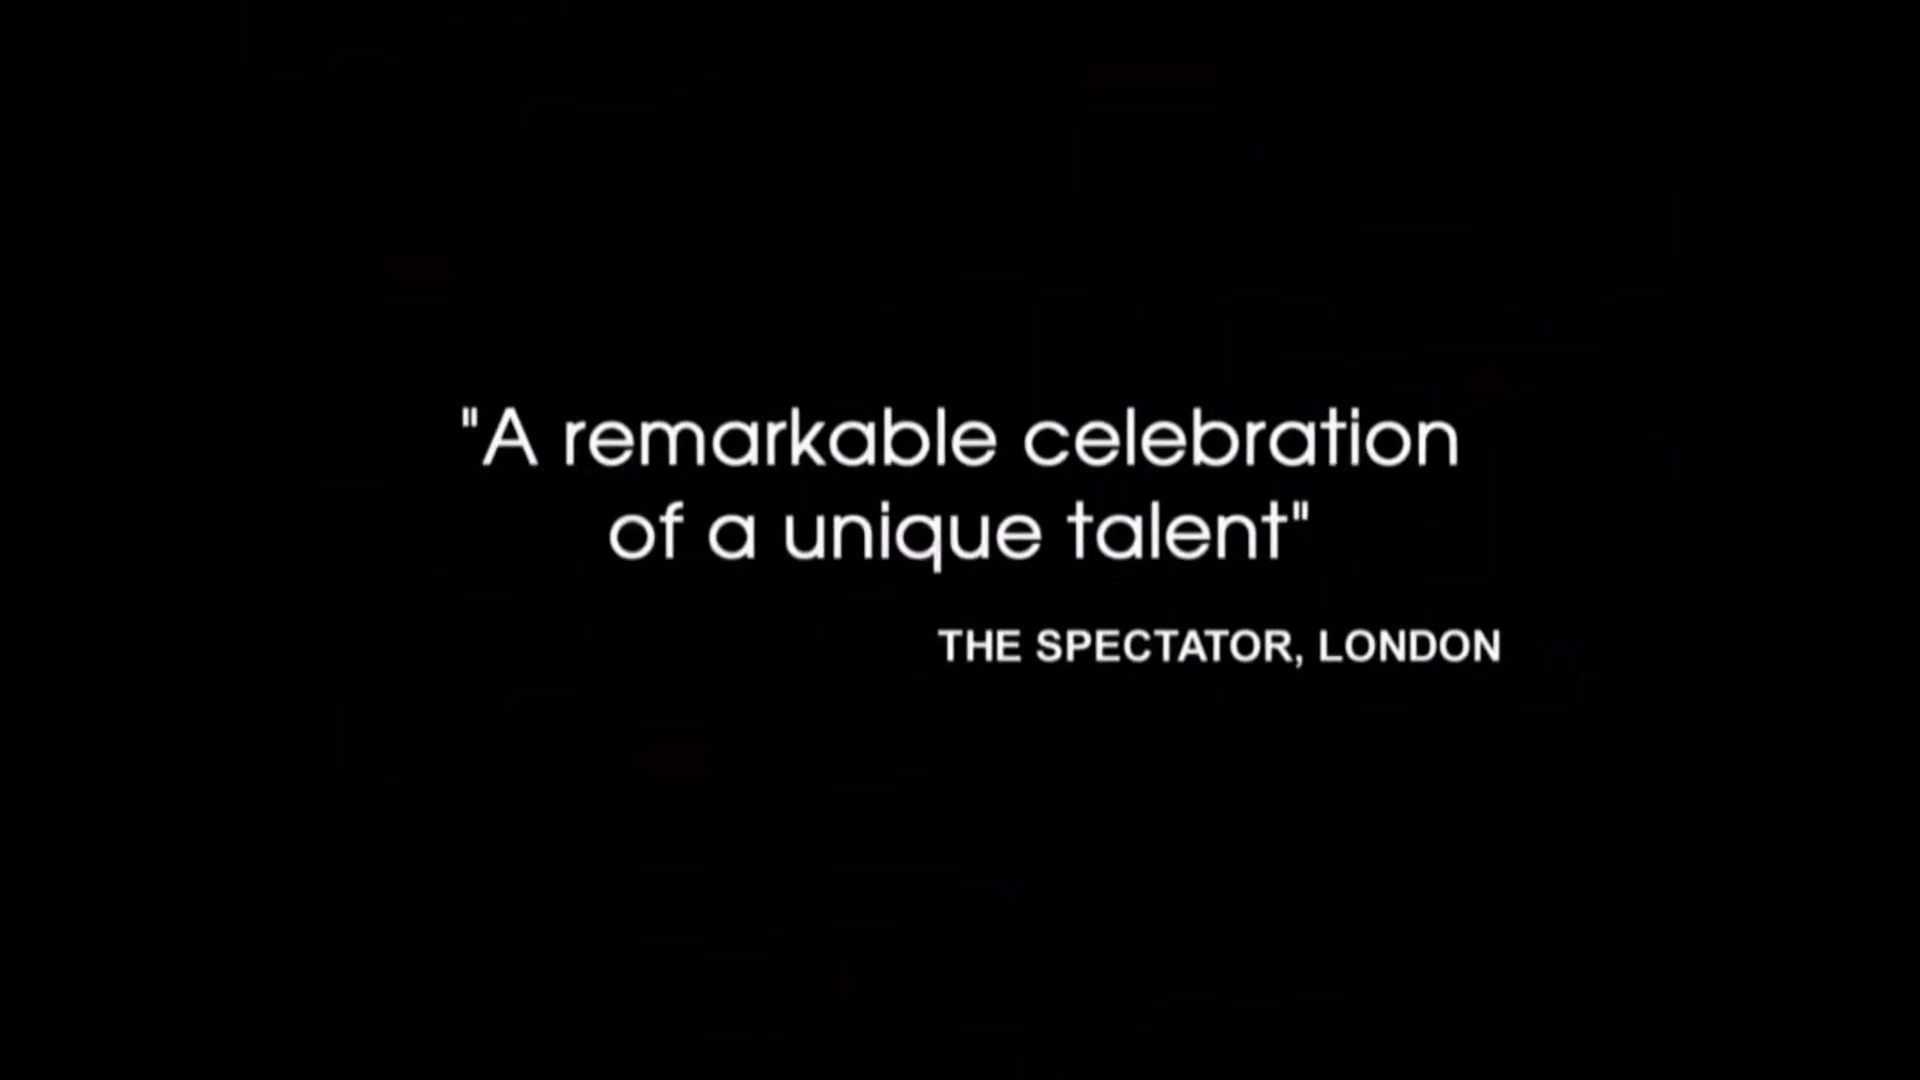 "A remarkable celebration
of a unique talent"
THE SPECTATOR, LONDON